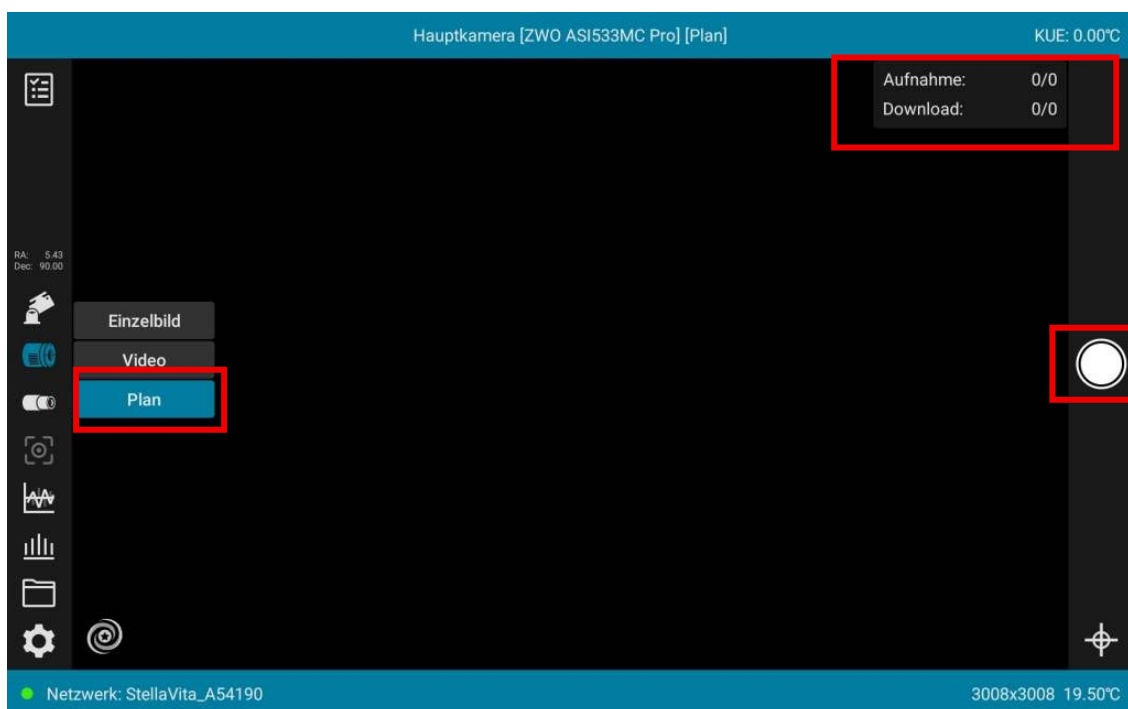 Hauptkamera [ZWO ASI533MC Pro] [Plan]
KUE: 0.00°C
Aufnahme: 0/0
Download: 0/0
RA: 5.43
Dec: 90.00
Einzelbild
Video
Plan
Netzwerk: StellaVita_A54190
3008x3008 19.50°C